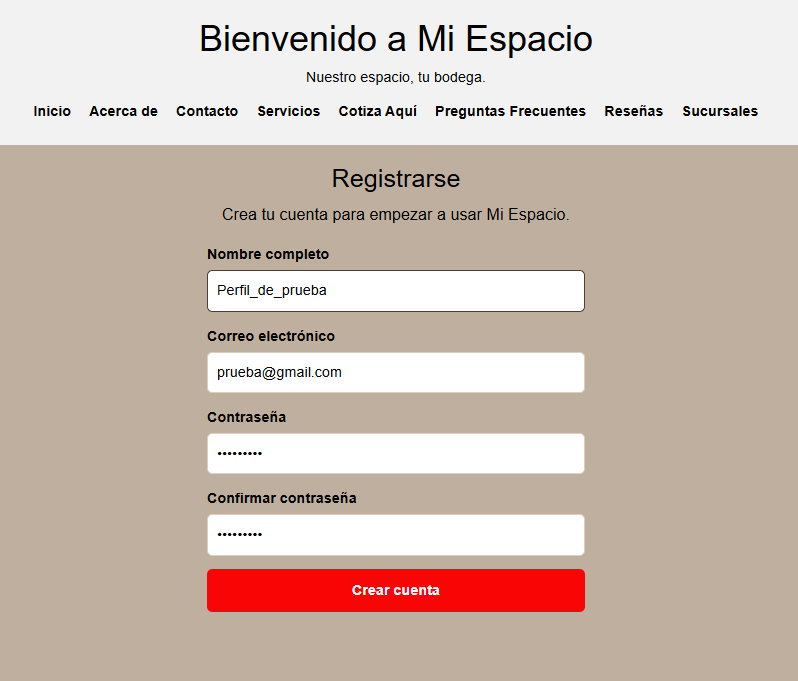 Bienvenido a Mi Espacio
Nuestro espacio, tu bodega.
Inicio Acerca de Contacto Servicios Cotiza Aquí Preguntas Frecuentes Reseñas Sucursales
Registrarse
Crea tu cuenta para empezar a usar Mi Espacio.
Nombre completo
Perfil_de_prueba
Correo electrónico
prueba@gmail.com
Contraseña
•••••••••
Confirmar contraseña
•••••••••
Crear cuenta